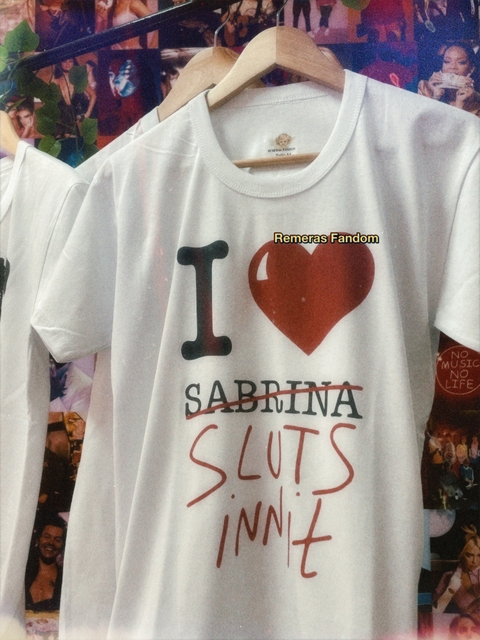 Remeras Fandom
I
SABRINA
SLUTS
iNNit
NO
MUSIC
NO
LIFE